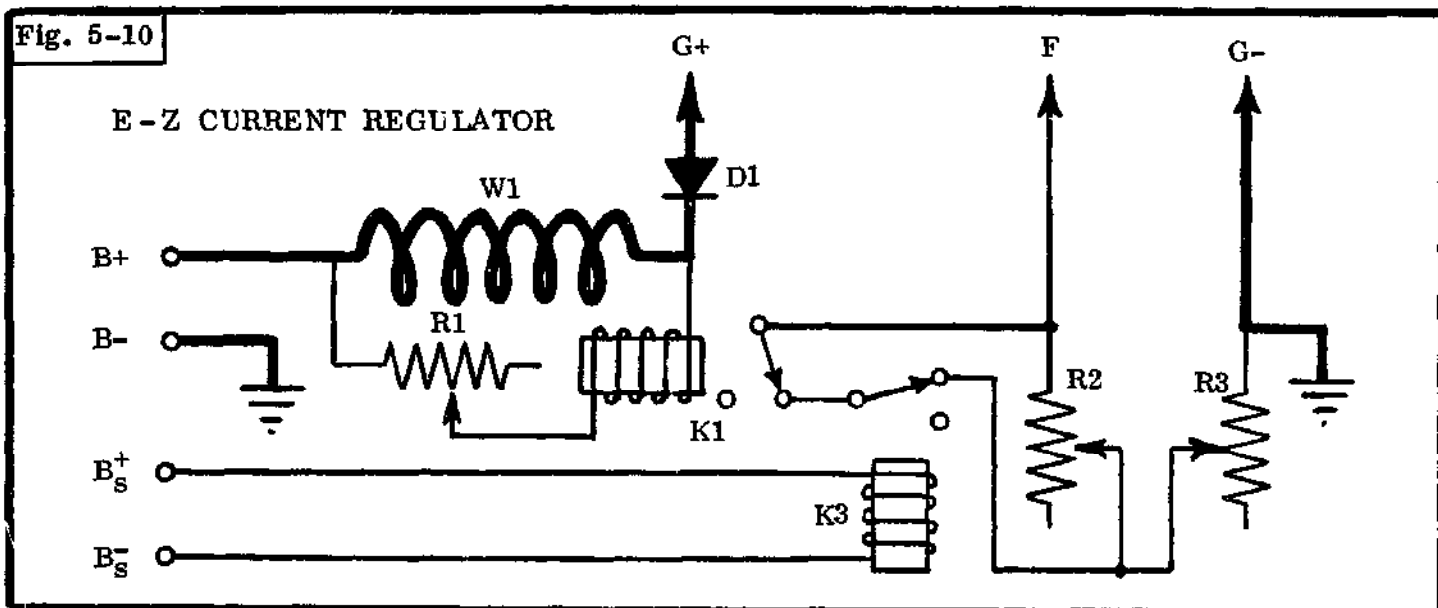 Fig. 5-10
G+ F G-
E-Z CURRENT REGULATOR
D1
W1
B+
R1
B-
R2 R3
K1
B+s
K3
B-s